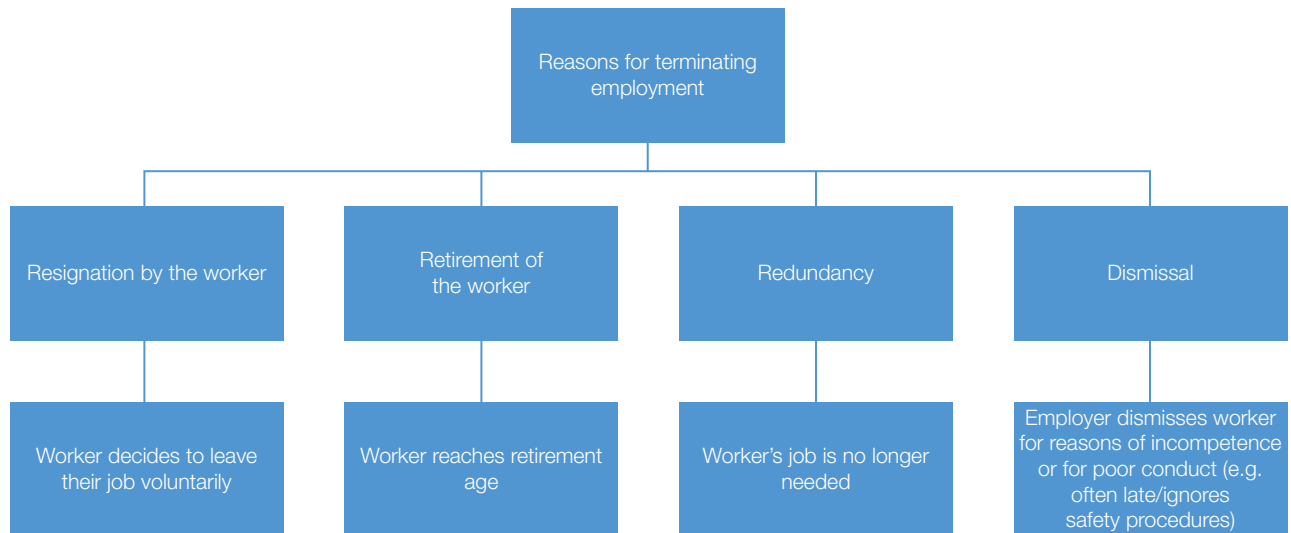 Reasons for terminating
employment
Resignation by the worker
Retirement of
the worker
Redundancy
Dismissal
Worker decides to leave
their job voluntarily
Worker reaches retirement
age
Worker’s job is no longer
needed
Employer dismisses worker
for reasons of incompetence
or for poor conduct (e.g.
often late/ignores
safety procedures)